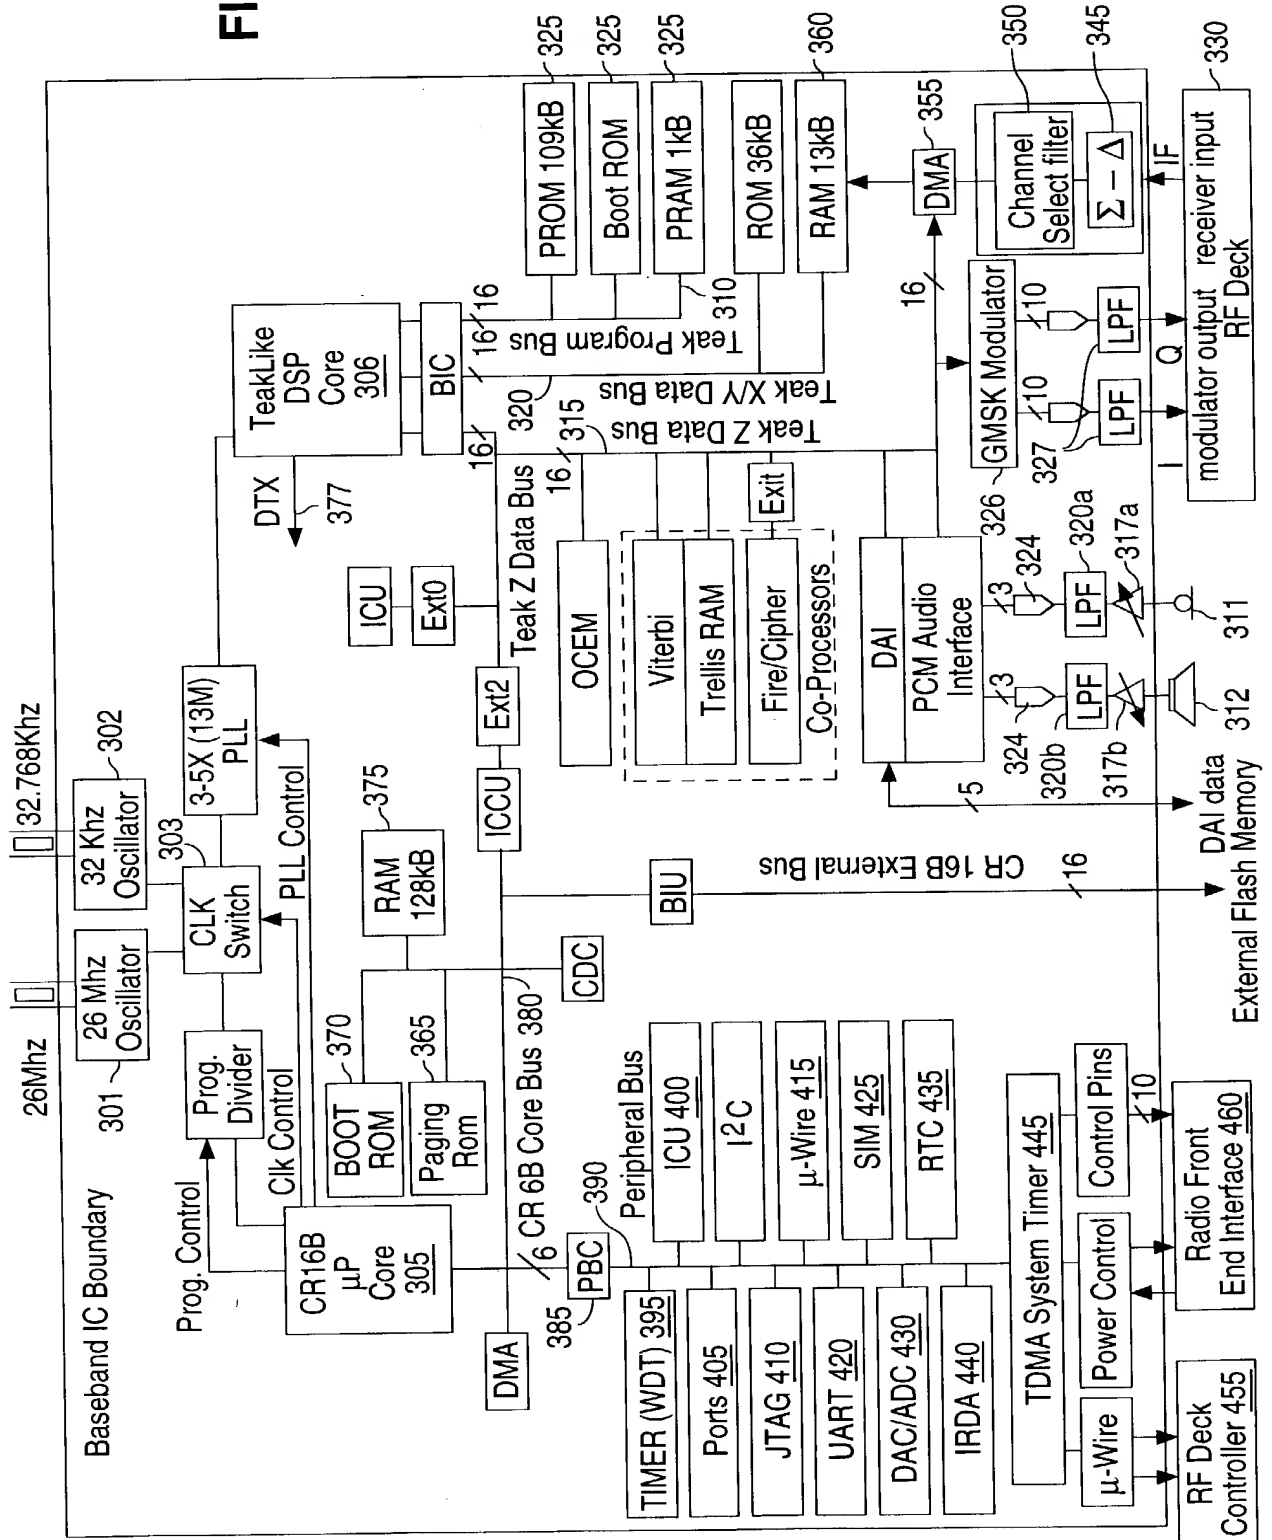 FI
26Mhz
32.768Khz
Baseband IC Boundary
301
26 Mhz
Oscillator
32 Khz
Oscillator
302
303
Prog. Control
Prog.
Divider
CLK
Switch
3-5X (13M)
PLL
Clk Control
PLL Control
DTX
377
TeakLike
DSP
Core
306
BIC
16
16
16
CR16B
µP
Core
305
370
BOOT
ROM
365
Paging
Rom
RAM
128kB
375
ICU
Ext0
Ext2
ICCU
Teak Z Data Bus
DMA
CR 6B Core Bus
380
CDC
6
385
PBC
390
Peripheral Bus
BIU
CR 16B External Bus
16
TIMER (WDT) 395
ICU 400
Ports 405
I2C
JTAG 410
µ-Wire 415
UART 420
SIM 425
DAC/ADC 430
RTC 435
IRDA 440
TDMA System Timer 445
µ-Wire
Power Control
Control Pins
10
RF Deck
Controller 455
Radio Front
End Interface 460
External Flash Memory
DAI data
5
OCEM
16
315
Viterbi
Trellis RAM
Fire/Cipher
Exit
Co-Processors
Teak Z Data Bus
Teak X/Y Data Bus
320
Teak Program Bus
310
PROM 109kB
325
Boot ROM
325
PRAM 1kB
325
ROM 36kB
RAM 13kB
360
DMA
355
16
DAI
PCM Audio
Interface
3
3
324
324
LPF
320b
LPF
320a
317b
317a
312
311
326
GMSK Modulator
10
10
327
LPF
LPF
I
Q
IF
Channel
Select filter
350
Σ – Δ
345
modulator output
receiver input
RF Deck
330